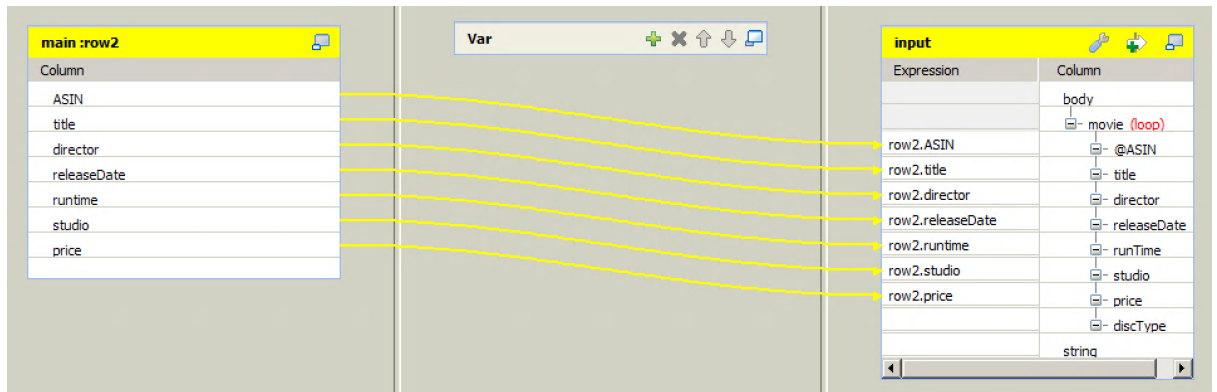 main :row2
Column
ASIN
title
director
releaseDate
runtime
studio
price
Var
input
Expression Column
body
movie (loop)
row2.ASIN @ASIN
row2.title title
row2.director director
row2.releaseDate releaseDate
row2.runtime runTime
row2.studio studio
row2.price price
discType
string